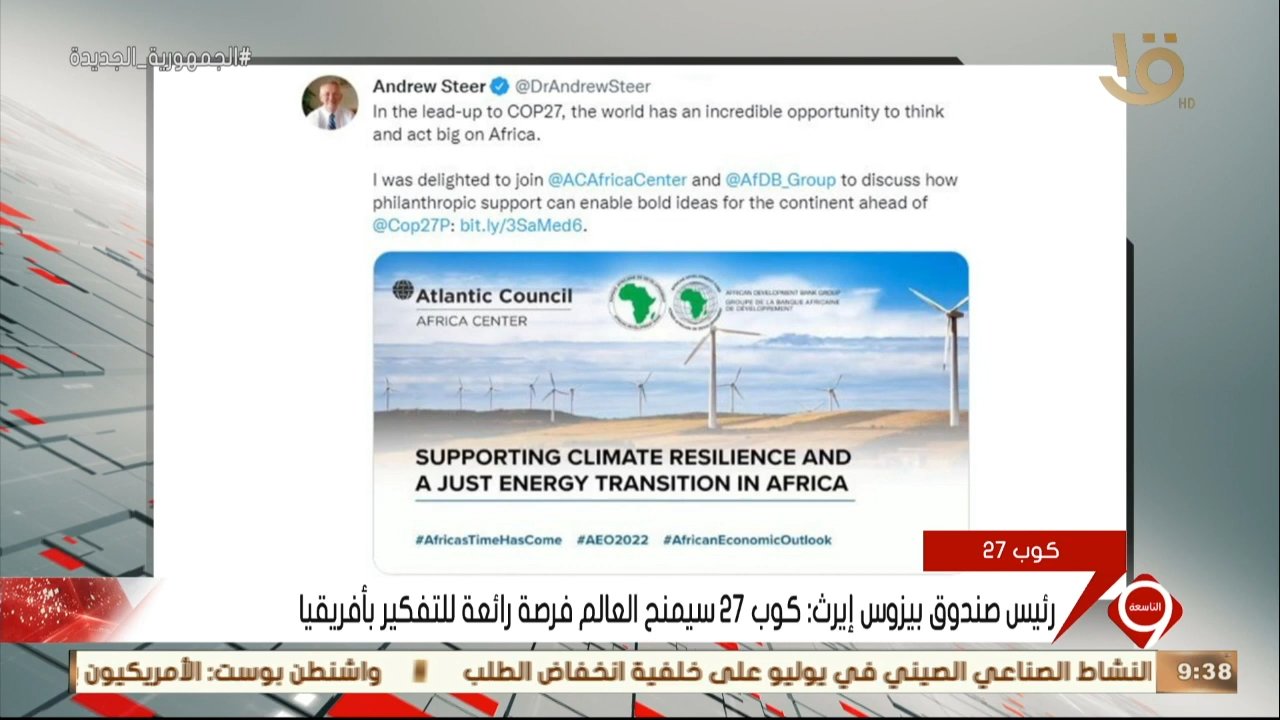 #الجمهورية_الجديدة
HD
Andrew Steer @DrAndrewSteer
In the lead-up to COP27, the world has an incredible opportunity to think
and act big on Africa.
I was delighted to join @ACAfricaCenter and @AfDB_Group to discuss how
philanthropic support can enable bold ideas for the continent ahead of
@Cop27P: bit.ly/3SaMed6.
Atlantic Council
AFRICA CENTER
AFRICAN DEVELOPMENT BANK GROUP
GROUPE DE LA BANQUE AFRICAINE
DE DÉVELOPPEMENT
SUPPORTING CLIMATE RESILIENCE AND
A JUST ENERGY TRANSITION IN AFRICA
#AfricasTimeHasCome #AEO2022 #AfricanEconomicOutlook
كوب 27
التاسعة
رئيس صندوق بيزوس إيرث: كوب 27 سيمنح العالم فرصة رائعة للتفكير بأفريقيا
9:38
النشاط الصناعي الصيني في يوليو على خلفية انخفاض الطلب
واشنطن بوست: الأمريكيون